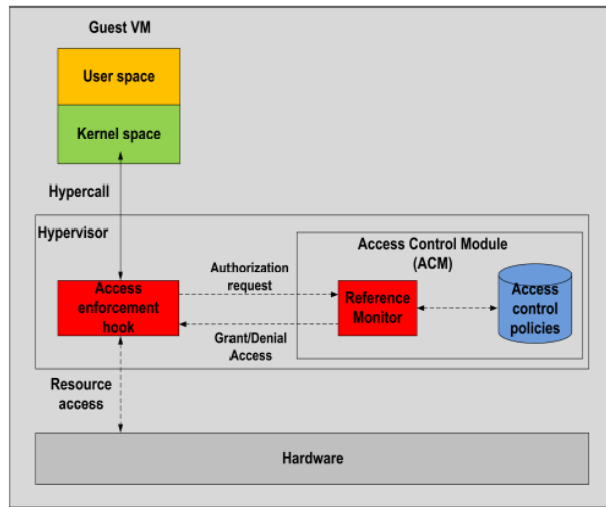 Guest VM
User space
Kernel space
Hypercall
Hypervisor
Access Control Module
(ACM)
Access
enforcement
hook
Authorization
request
Reference
Monitor
Access
control
policies
Grant/Denial
Access
Resource
access
Hardware